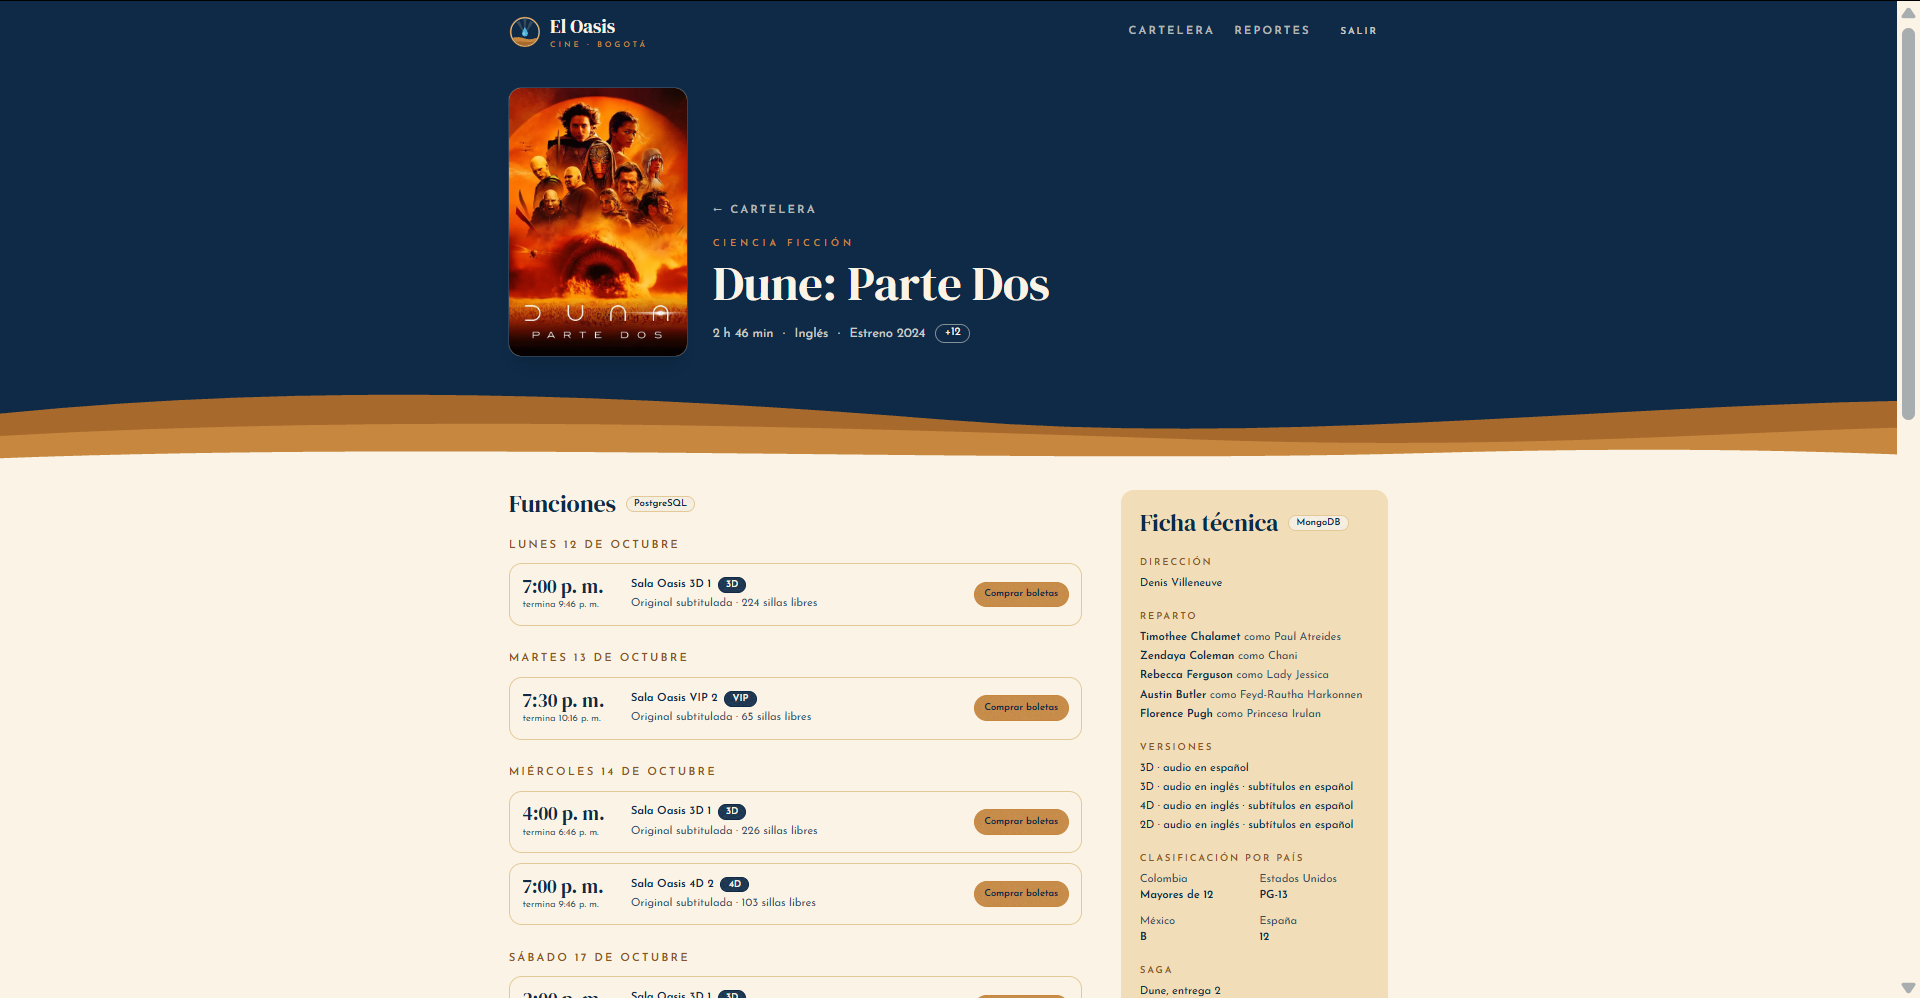 El Oasis
CINE · BOGOTÁ
CARTELERA
REPORTES
SALIR
DUNA
PARTE DOS
← CARTELERA
CIENCIA FICCIÓN
Dune: Parte Dos
2 h 46 min · Inglés · Estreno 2024 +12
Funciones PostgreSQL
LUNES 12 DE OCTUBRE
7:00 p. m.
termina 9:46 p. m.
Sala Oasis 3D 1 3D
Original subtitulada · 224 sillas libres
Comprar boletas
MARTES 13 DE OCTUBRE
7:30 p. m.
termina 10:16 p. m.
Sala Oasis VIP 2 VIP
Original subtitulada · 65 sillas libres
Comprar boletas
MIÉRCOLES 14 DE OCTUBRE
4:00 p. m.
termina 6:46 p. m.
Sala Oasis 3D 1 3D
Original subtitulada · 226 sillas libres
Comprar boletas
7:00 p. m.
termina 9:46 p. m.
Sala Oasis 4D 2 4D
Original subtitulada · 103 sillas libres
Comprar boletas
SÁBADO 17 DE OCTUBRE
Sala Oasis 3D 1 3D
Ficha técnica MongoDB
DIRECCIÓN
Denis Villeneuve
REPARTO
Timothee Chalamet como Paul Atreides
Zendaya Coleman como Chani
Rebecca Ferguson como Lady Jessica
Austin Butler como Feyd-Rautha Harkonnen
Florence Pugh como Princesa Irulan
VERSIONES
3D · audio en español
3D · audio en inglés · subtítulos en español
4D · audio en inglés · subtítulos en español
2D · audio en inglés · subtítulos en español
CLASIFICACIÓN POR PAÍS
Colombia
Mayores de 12
Estados Unidos
PG-13
México
B
España
12
SAGA
Dune, entrega 2